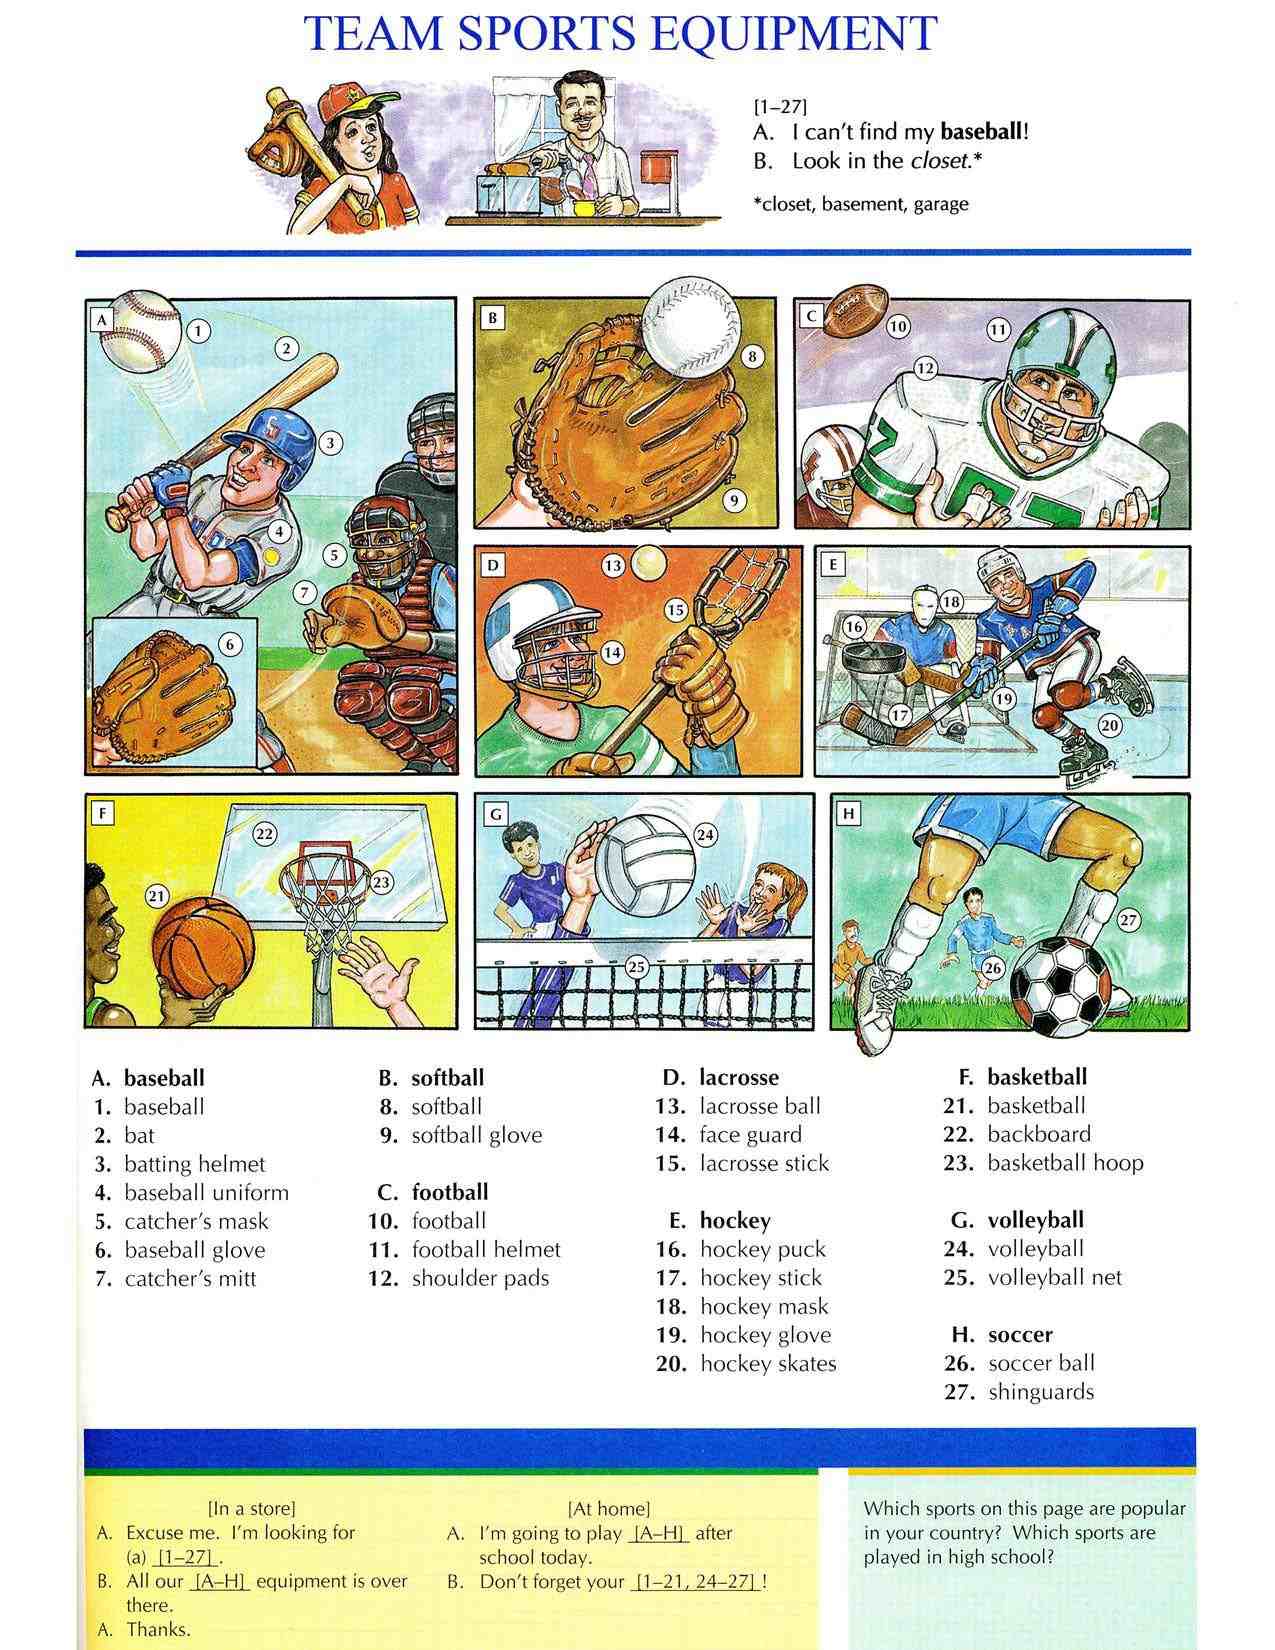 TEAM SPORTS EQUIPMENT
[1–27]
A. I can't find my baseball!
B. Look in the closet.*
*closet, basement, garage
A
1
2
3
4
5
7
6
B
8
9
C
10
11
12
D
13
15
14
E
18
16
19
17
20
F
22
23
21
G
24
25
H
27
26
A. baseball
1. baseball
2. bat
3. batting helmet
4. baseball uniform
5. catcher's mask
6. baseball glove
7. catcher's mitt
B. softball
8. softball
9. softball glove
C. football
10. football
11. football helmet
12. shoulder pads
D. lacrosse
13. lacrosse ball
14. face guard
15. lacrosse stick
E. hockey
16. hockey puck
17. hockey stick
18. hockey mask
19. hockey glove
20. hockey skates
F. basketball
21. basketball
22. backboard
23. basketball hoop
G. volleyball
24. volleyball
25. volleyball net
H. soccer
26. soccer ball
27. shinguards
[In a store]
A. Excuse me. I'm looking for
(a) [1–27].
B. All our [A–H] equipment is over
there.
A. Thanks.
[At home]
A. I'm going to play [A–H] after
school today.
B. Don't forget your [1–21, 24–27]!
Which sports on this page are popular
in your country? Which sports are
played in high school?